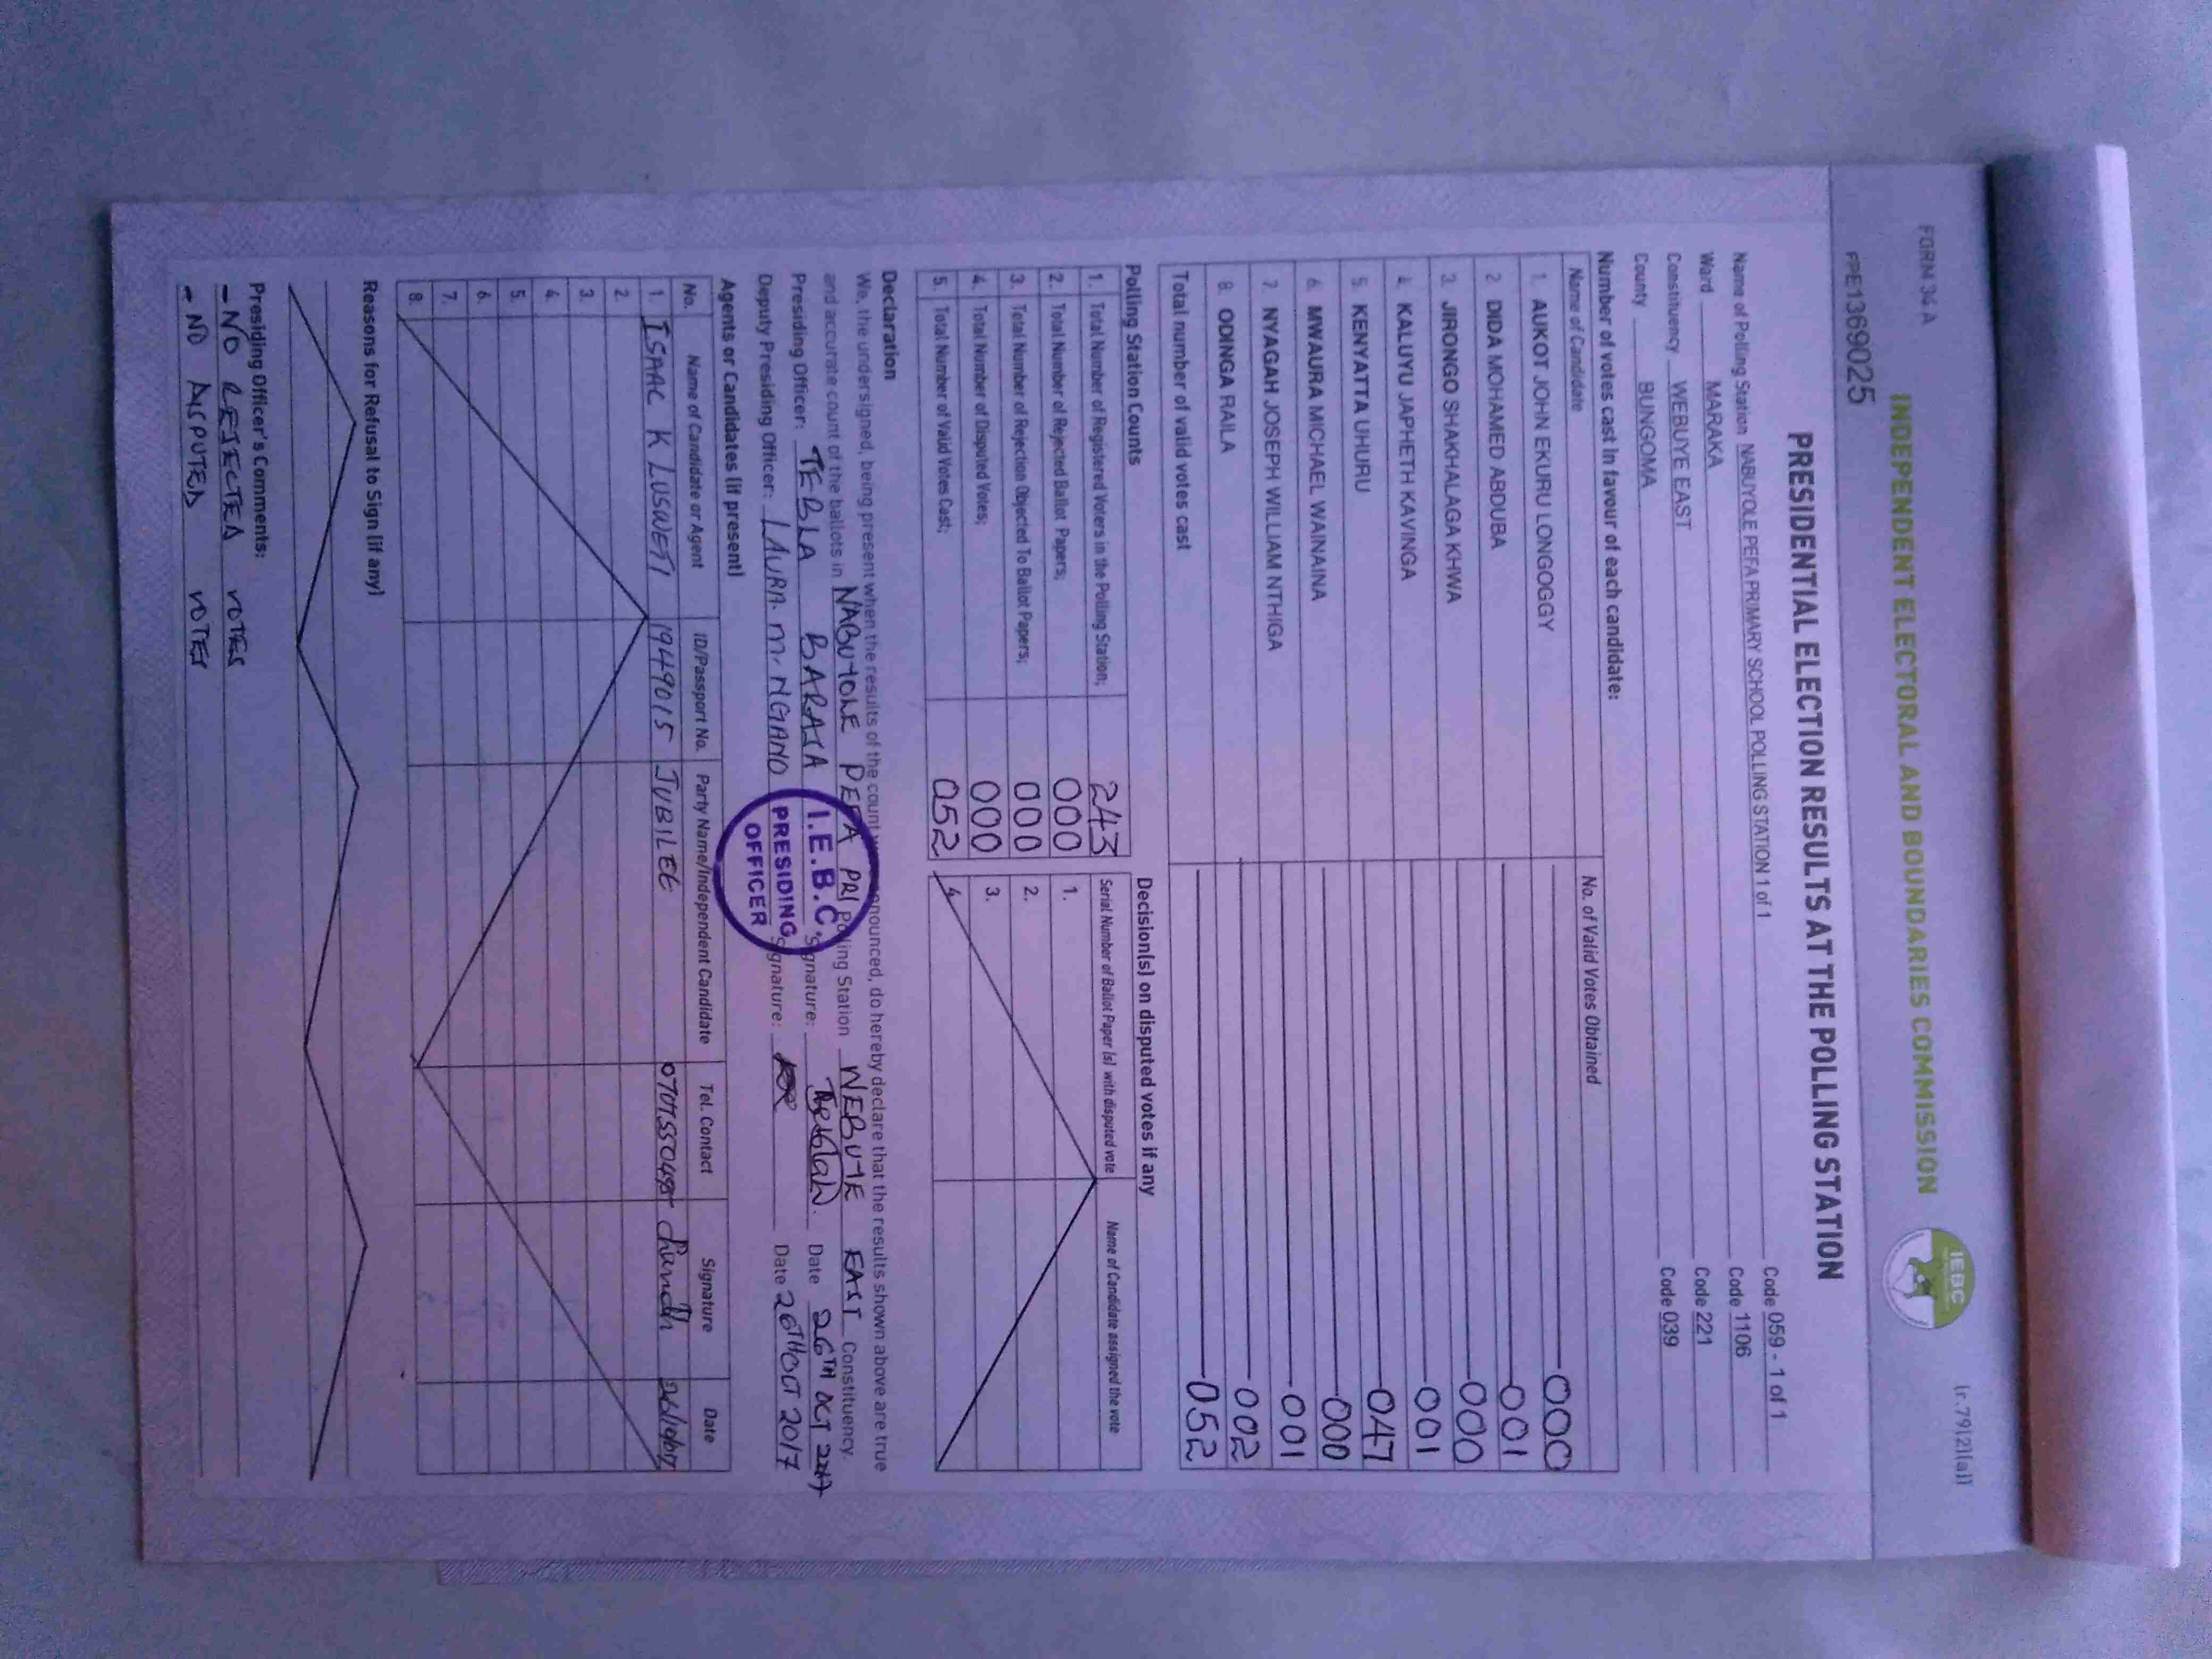 FORM 34 A
(r.79(2)(a))
INDEPENDENT ELECTORAL AND BOUNDARIES COMMISSION
IEBC
FPE1369025
PRESIDENTIAL ELECTION RESULTS AT THE POLLING STATION
Name of Polling Station NABUYOLE PEFA PRIMARY SCHOOL POLLING STATION 1 of 1 Code 059 - 1 of 1
Ward MARAKA Code 1106
Constituency WEBUYE EAST Code 221
County BUNGOMA Code 039
Number of votes cast in favour of each candidate:
Name of Candidate No. of Valid Votes Obtained
1. AUKOT JOHN EKURU LONGOGGY 000
2. DIDA MOHAMED ABDUBA 001
3. JIRONGO SHAKHALAGA KHWA 000
4. KALUYU JAPHETH KAVINGA 001
5. KENYATTA UHURU 047
6. MWAURA MICHAEL WAINAINA 000
7. NYAGAH JOSEPH WILLIAM NTHIGA 001
8. ODINGA RAILA 002
Total number of valid votes cast 052
Polling Station Counts
1. Total Number of Registered Voters in the Polling Station; 243
2. Total Number of Rejected Ballot Papers; 000
3. Total Number of Rejection Objected To Ballot Papers; 000
4. Total Number of Disputed Votes; 000
5. Total Number of Valid Votes Cast; 052
Decision(s) on disputed votes if any
Serial Number of Ballot Paper (s) with disputed vote Name of Candidate assigned the vote
1.
2.
3.
4.
Declaration
We, the undersigned, being present when the results of the count announced, do hereby declare that the results shown above are true
and accurate count of the ballots in NABUYOLE PEFA PRI Polling Station WEBUYE EAST Constituency.
Presiding Officer: TEBLA BARASA Signature: Date 26TH OCT 2017
Deputy Presiding Officer: LAURA. M. NGANO Signature: Date 26TH OCT 2017
I.E.B.C.
PRESIDING
OFFICER
Agents or Candidates (if present)
No. Name of Candidate or Agent ID/Passport No. Party Name/Independent Candidate Tel. Contact Signature Date
1. ISAAC K LUSWETI 19449015 JUBILEE 26/10/017
2.
3.
4.
5.
6.
7.
8.
Reasons for Refusal to Sign (if any)
Presiding Officer's Comments:
- NO REJECTED VOTES
- NO DISPUTED VOTES